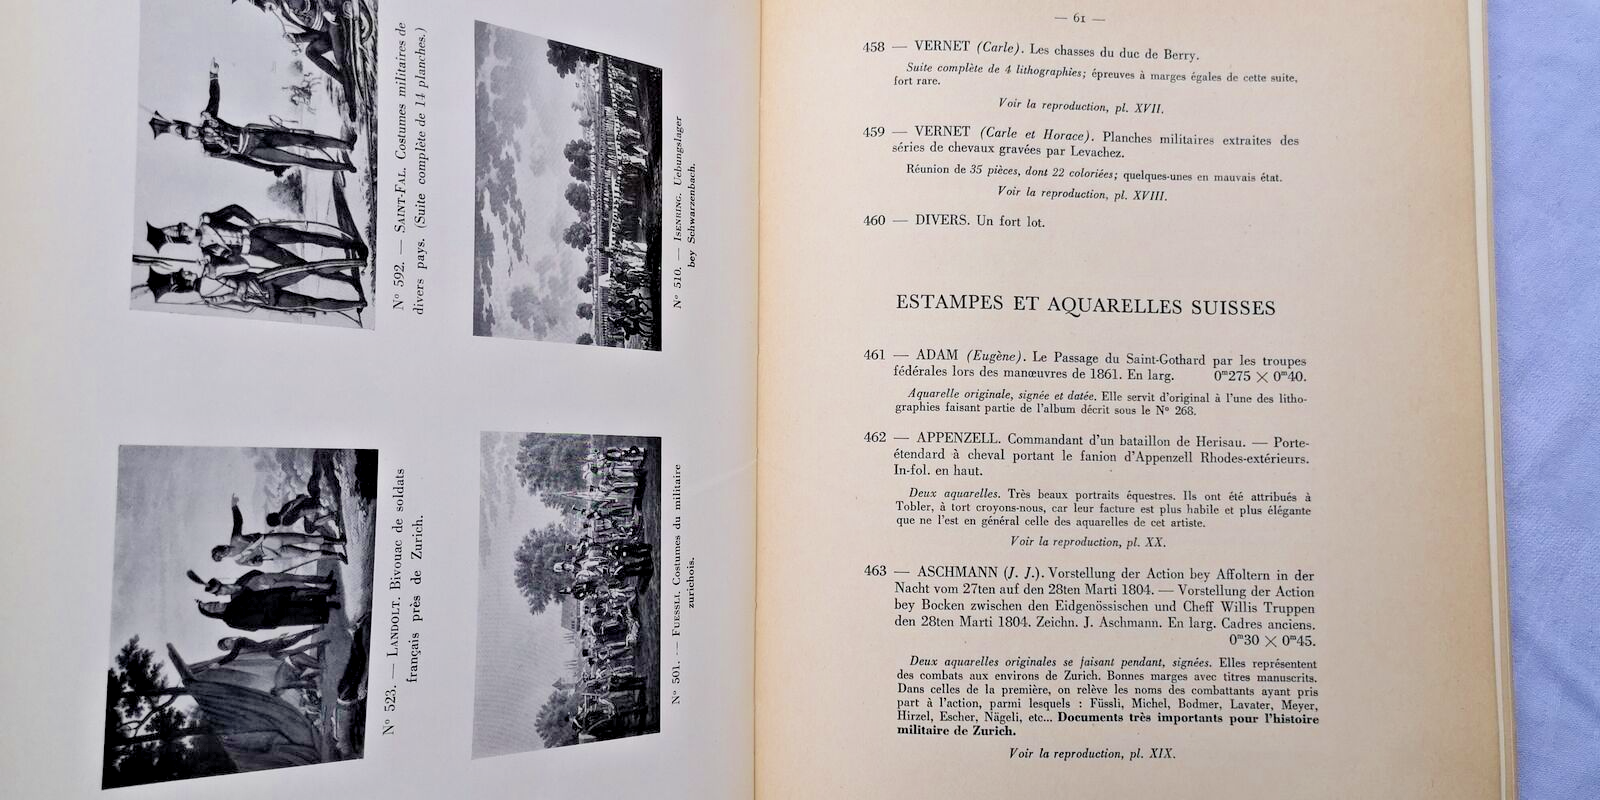 N° 592. — SAINT-FAL. Costumes militaires de
divers pays. (Suite complète de 14 planches.)
N° 510. — ISENRING. Uebungslager
bey Schwarzenbach.
N° 523. — LANDOLT. Bivouac de soldats
français près de Zurich.
N° 501. — FUESSLI. Costumes du militaire
zurichois.
— 61 —
458 — VERNET (Carle). Les chasses du duc de Berry.
Suite complète de 4 lithographies; épreuves à marges égales de cette suite,
fort rare.
Voir la reproduction, pl. XVII.
459 — VERNET (Carle et Horace). Planches militaires extraites des
séries de chevaux gravées par Levachez.
Réunion de 35 pièces, dont 22 coloriées; quelques-unes en mauvais état.
Voir la reproduction, pl. XVIII.
460 — DIVERS. Un fort lot.
ESTAMPES ET AQUARELLES SUISSES
461 — ADAM (Eugène). Le Passage du Saint-Gothard par les troupes
fédérales lors des manœuvres de 1861. En larg. 0ᵐ275 × 0ᵐ40.
Aquarelle originale, signée et datée. Elle servit d'original à l'une des litho-
graphies faisant partie de l'album décrit sous le N° 268.
462 — APPENZELL. Commandant d'un bataillon de Herisau. — Porte-
étendard à cheval portant le fanion d'Appenzell Rhodes-extérieurs.
In-fol. en haut.
Deux aquarelles. Très beaux portraits équestres. Ils ont été attribués à
Tobler, à tort croyons-nous, car leur facture est plus habile et plus élégante
que ne l'est en général celle des aquarelles de cet artiste.
Voir la reproduction, pl. XX.
463 — ASCHMANN (J. J.). Vorstellung der Action bey Affoltern in der
Nacht vom 27ten auf den 28ten Marti 1804. — Vorstellung der Action
bey Bocken zwischen den Eidgenössischen und Cheff Willis Truppen
den 28ten Marti 1804. Zeichn. J. Aschmann. En larg. Cadres anciens.
0ᵐ30 × 0ᵐ45.
Deux aquarelles originales se faisant pendant, signées. Elles représentent
des combats aux environs de Zurich. Bonnes marges avec titres manuscrits.
Dans celles de la première, on relève les noms des combattants ayant pris
part à l'action, parmi lesquels : Füssli, Michel, Bodmer, Lavater, Meyer,
Hirzel, Escher, Nägeli, etc... Documents très importants pour l'histoire
militaire de Zurich.
Voir la reproduction, pl. XIX.